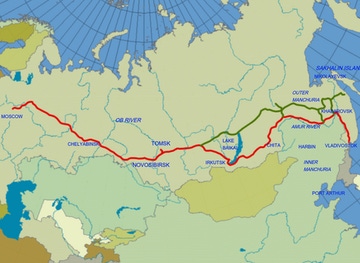 SAKHALIN ISLAND
NIKOLAYEVSK
OUTER
MANCHURIA
KHABAROVSK
MOSCOW
OB RIVER
AMUR RIVER
CHELYABINSK
TOMSK
LAKE
BAIKAL
CHITA
HARBIN
VLADIVOSTOK
NOVOSIBIRSK
IRKUTSK
INNER
MANCHURIA
PORT ARTHUR